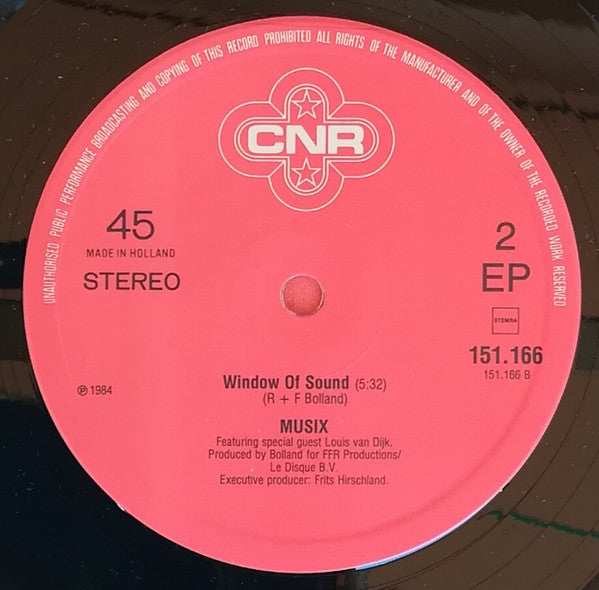 UNAUTHORISED PUBLIC PERFORMANCE BROADCASTING AND COPYING OF THIS RECORD PROHIBITED ALL RIGHTS OF THE MANUFACTURER AND OF THE OWNER OF THE RECORDED WORK RESERVED
CNR
45
MADE IN HOLLAND
STEREO
2
EP
STEMRA
151.166
151.166 B
℗ 1984
Window Of Sound (5:32)
(R + F Bolland)
MUSIX
Featuring special guest Louis van Dijk.
Produced by Bolland for FFR Productions/
Le Disque B.V.
Executive producer: Frits Hirschland.